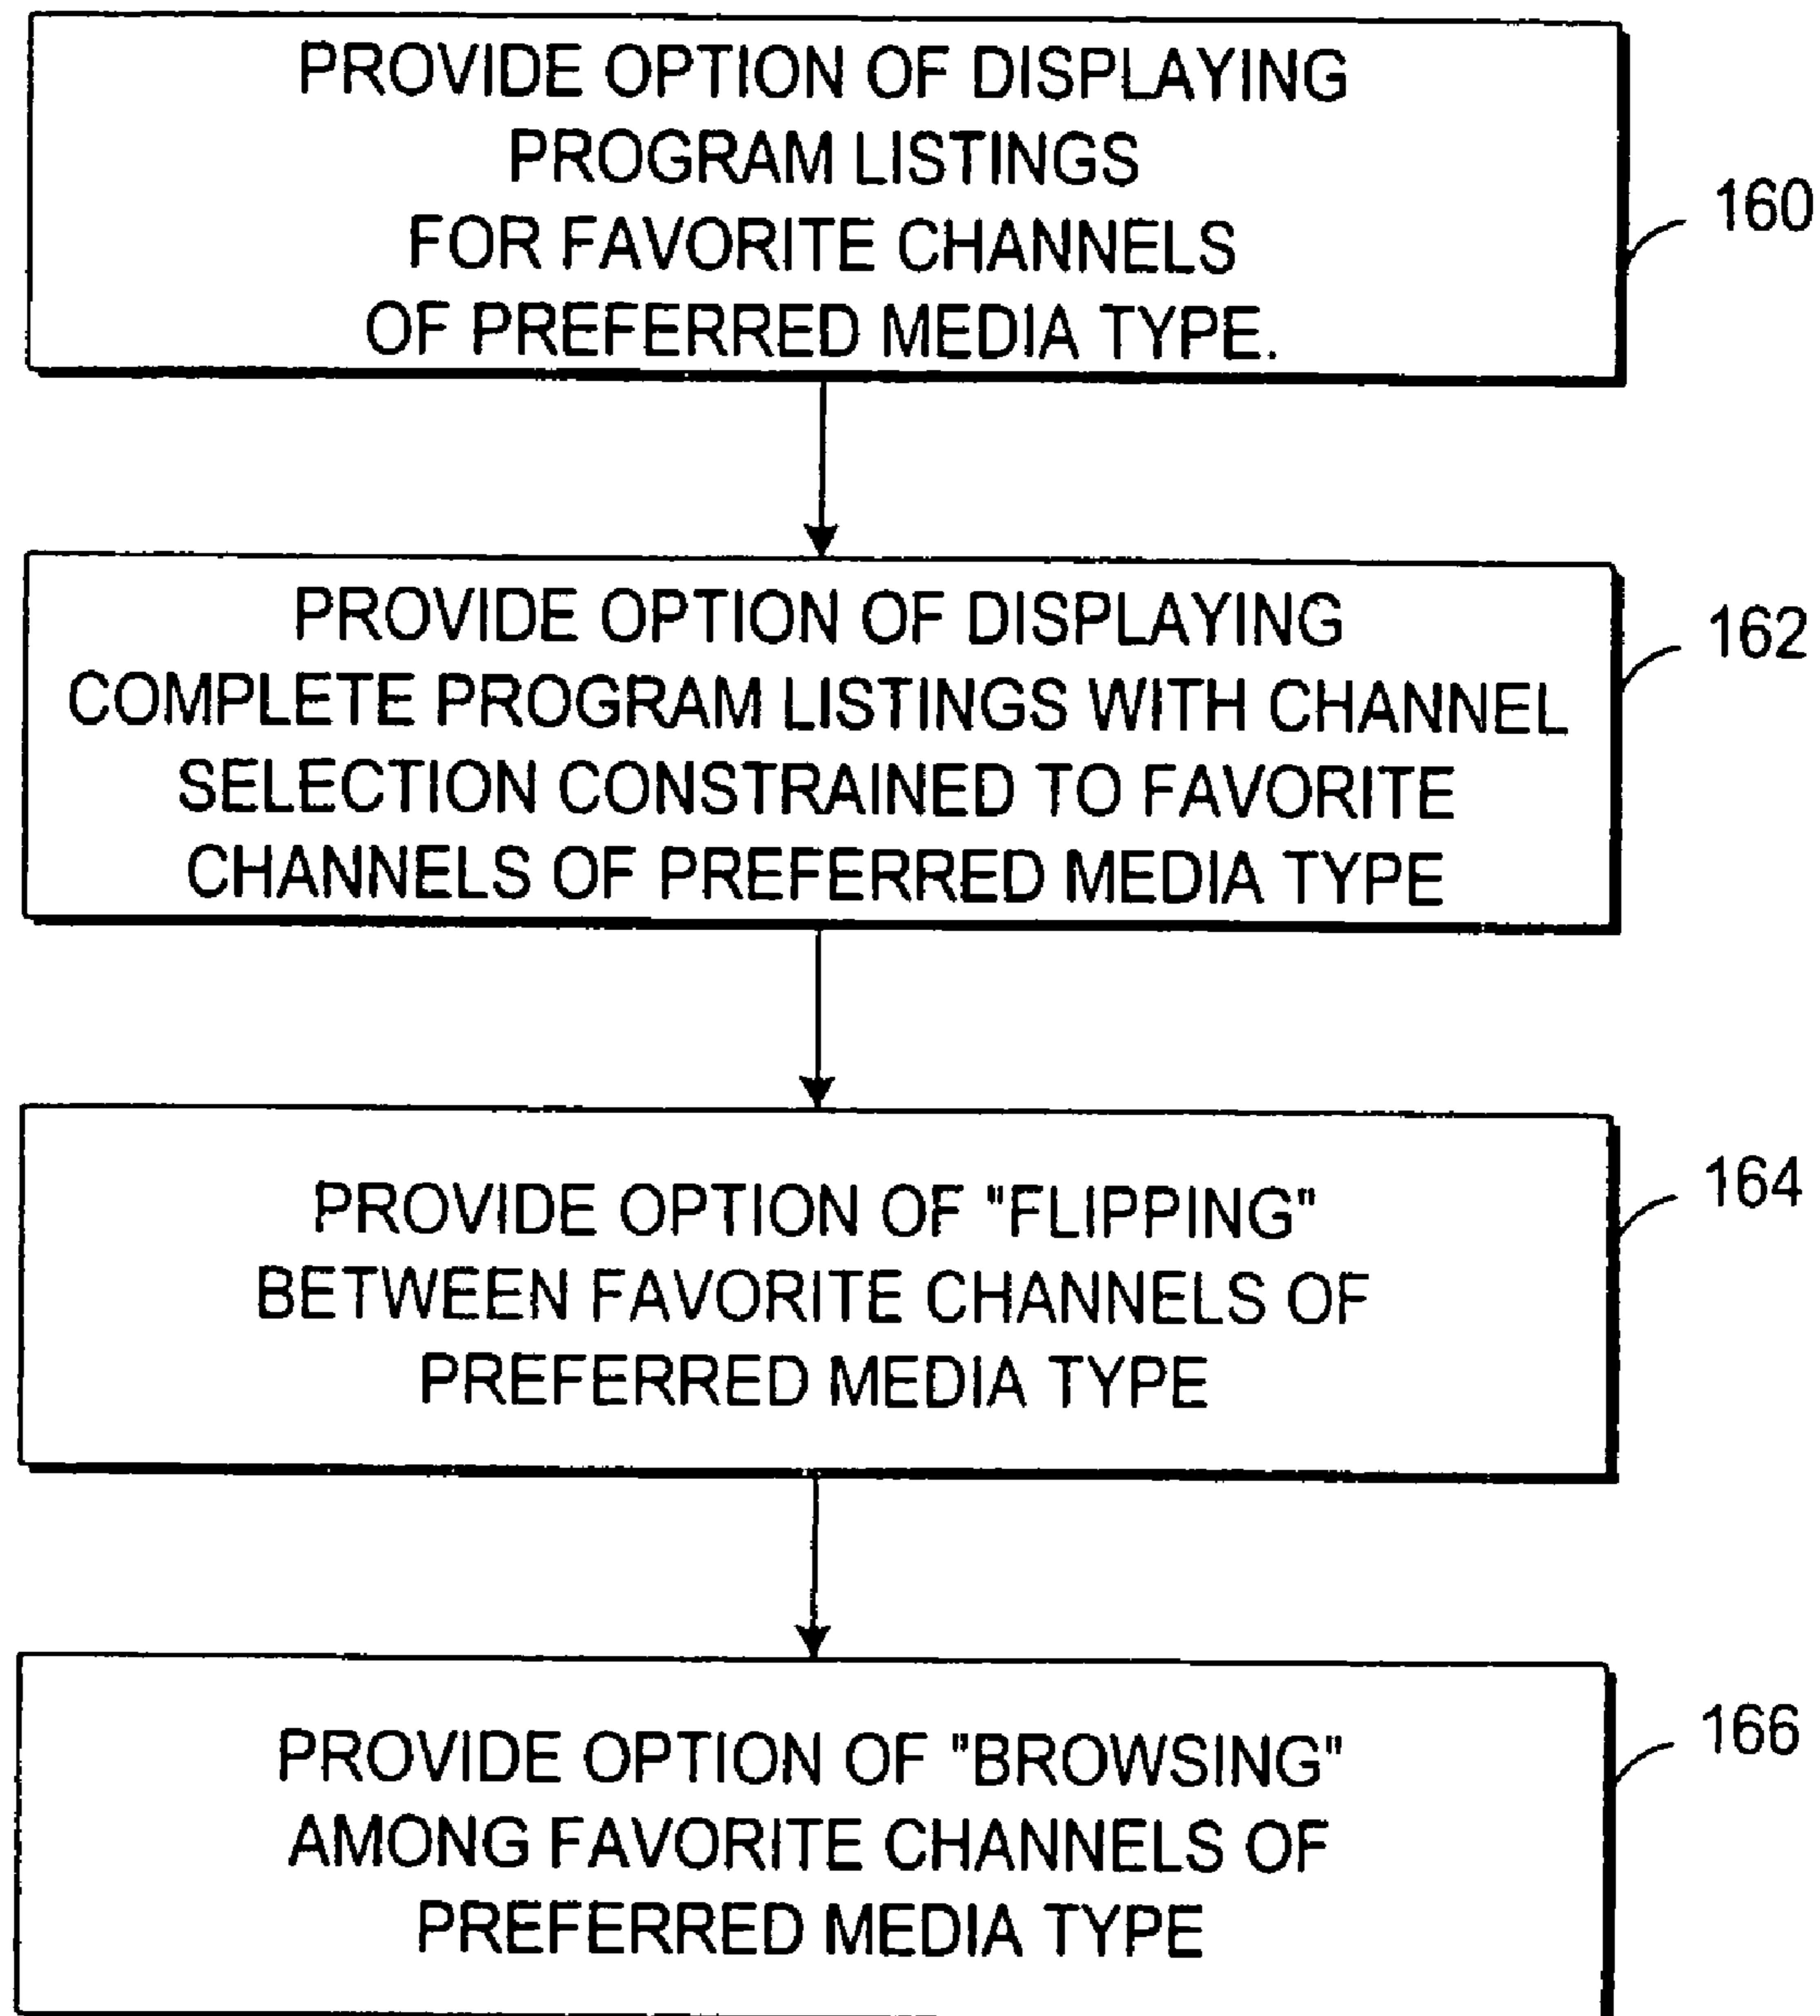 PROVIDE OPTION OF DISPLAYING
PROGRAM LISTINGS
FOR FAVORITE CHANNELS
OF PREFERRED MEDIA TYPE.
160
PROVIDE OPTION OF DISPLAYING
COMPLETE PROGRAM LISTINGS WITH CHANNEL
SELECTION CONSTRAINED TO FAVORITE
CHANNELS OF PREFERRED MEDIA TYPE
162
PROVIDE OPTION OF "FLIPPING"
BETWEEN FAVORITE CHANNELS OF
PREFERRED MEDIA TYPE
164
PROVIDE OPTION OF "BROWSING"
AMONG FAVORITE CHANNELS OF
PREFERRED MEDIA TYPE
166